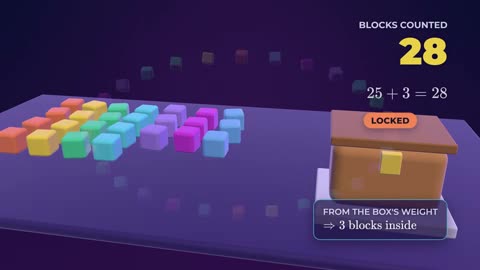 BLOCKS COUNTED
28
25 + 3 = 28
LOCKED
FROM THE BOX'S WEIGHT
⇒ 3 blocks inside